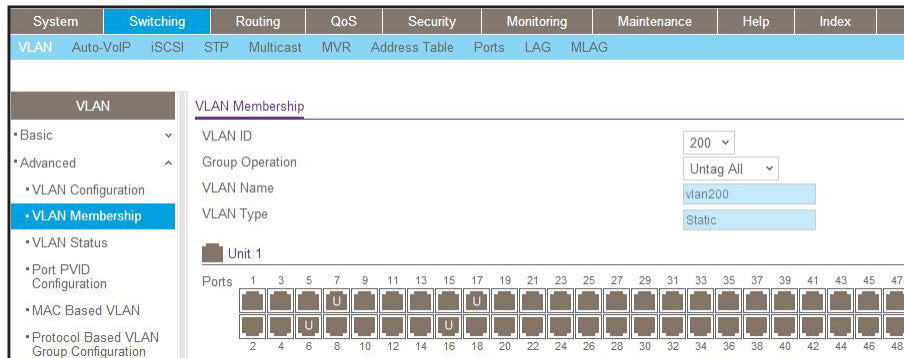 System Switching Routing QoS Security Monitoring Maintenance Help Index
VLAN Auto-VoIP iSCSI STP Multicast MVR Address Table Ports LAG MLAG
VLAN
Basic
Advanced
VLAN Configuration
VLAN Membership
VLAN Status
Port PVID
Configuration
MAC Based VLAN
Protocol Based VLAN
Group Configuration
VLAN Membership
VLAN ID 200
Group Operation Untag All
VLAN Name vlan200
VLAN Type Static
Unit 1
Ports 1 3 5 7 9 11 13 15 17 19 21 23 25 27 29 31 33 35 37 39 41 43 45 47
U U
U U
2 4 6 8 10 12 14 16 18 20 22 24 26 28 30 32 34 36 38 40 42 44 46 48